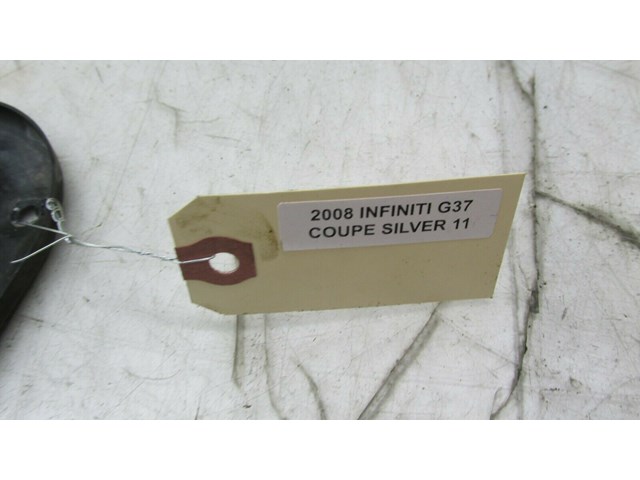 2008 INFINITI G37
COUPE SILVER 11